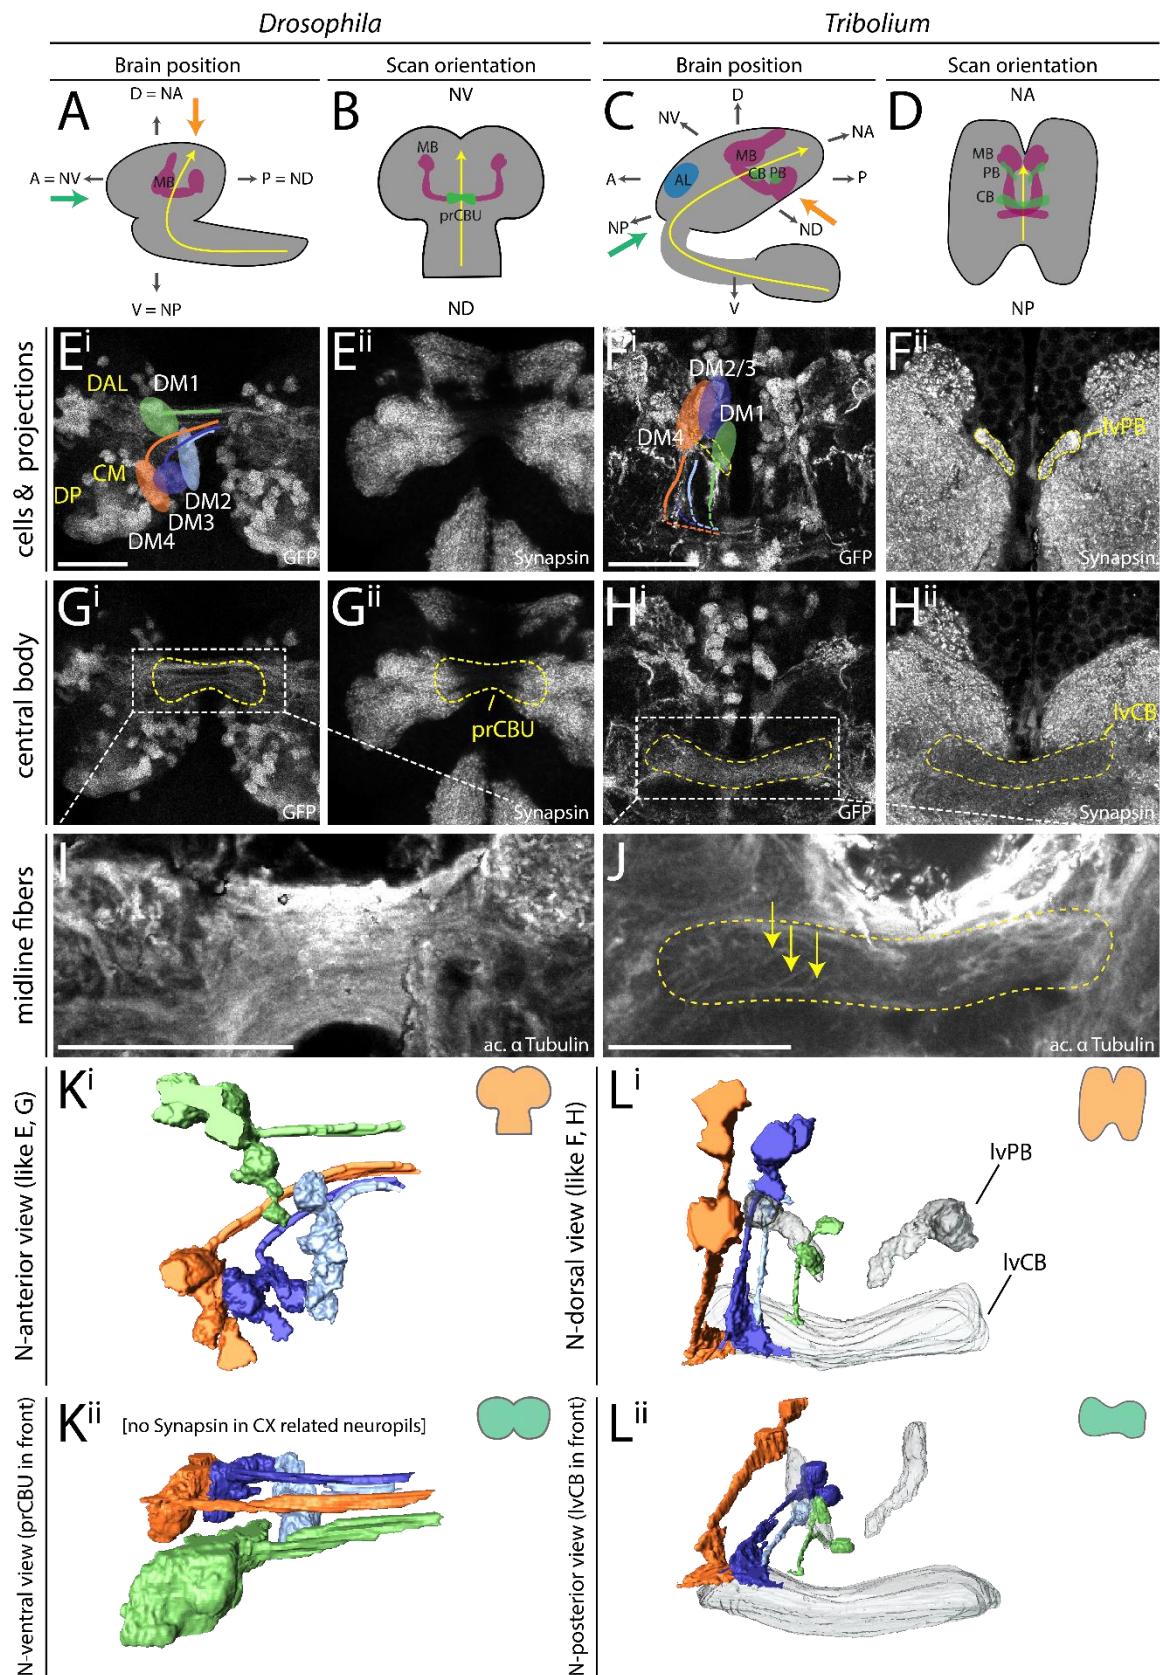 Drosophila
Tribolium
Brain position
Scan orientation
Brain position
Scan orientation
A
D = NA
A = NV
MB
P = ND
V = NP
B
NV
MB
prCBU
ND
C
D
NV
NA
MB
CB
PB
AL
A
P
NP
ND
V
D
NA
MB
PB
CB
NP
cells & projections
Ei
DAL
DM1
CM
DP
DM2
DM3
DM4
GFP
Eii
Synapsin
Fi
DM2/3
DM1
DM4
GFP
Fii
lvPB
Synapsin
central body
Gi
GFP
Gii
prCBU
Synapsin
Hi
GFP
Hii
lvCB
Synapsin
midline fibers
I
ac. α Tubulin
J
ac. α Tubulin
N-anterior view (like E, G)
Ki
N-dorsal view (like F, H)
Li
lvPB
lvCB
N-ventral view (prCBU in front)
Kii
[no Synapsin in CX related neuropils]
N-posterior view (lvCB in front)
Lii